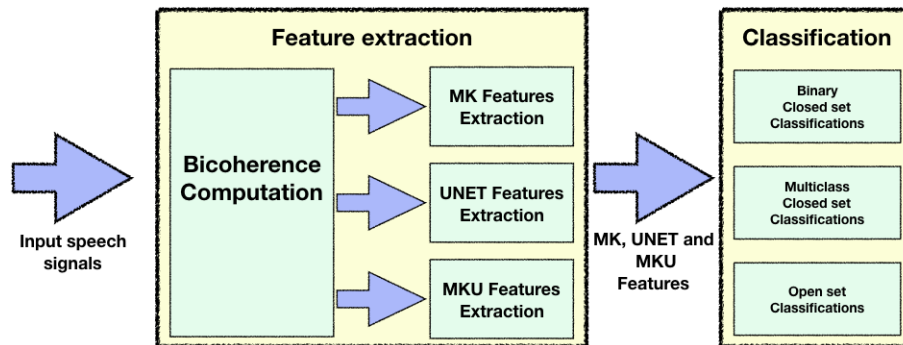 Feature extraction
Classification
Bicoherence
Computation
MK Features
Extraction
UNET Features
Extraction
MKU Features
Extraction
Input speech
signals
MK, UNET and
MKU
Features
Binary
Closed set
Classifications
Multiclass
Closed set
Classifications
Open set
Classifications